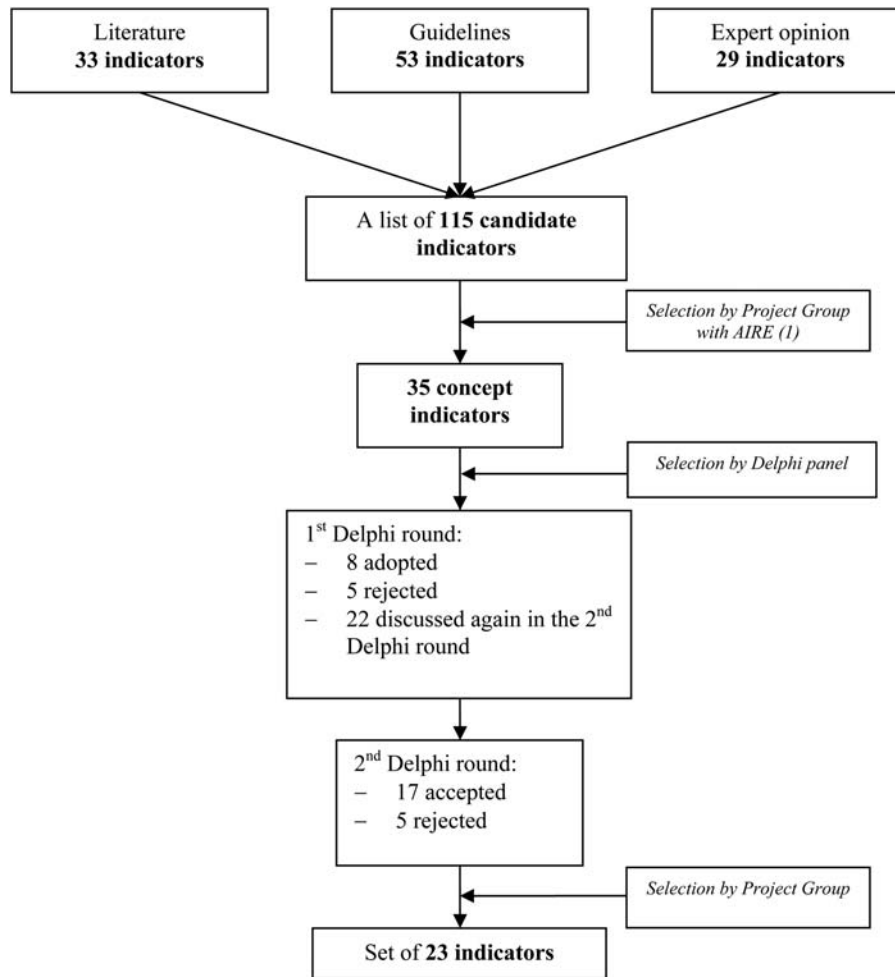 Literature
33 indicators
Guidelines
53 indicators
Expert opinion
29 indicators
A list of 115 candidate
indicators
Selection by Project Group
with AIRE (1)
35 concept
indicators
Selection by Delphi panel
1st Delphi round:
– 8 adopted
– 5 rejected
– 22 discussed again in the 2nd
Delphi round
2nd Delphi round:
– 17 accepted
– 5 rejected
Selection by Project Group
Set of 23 indicators